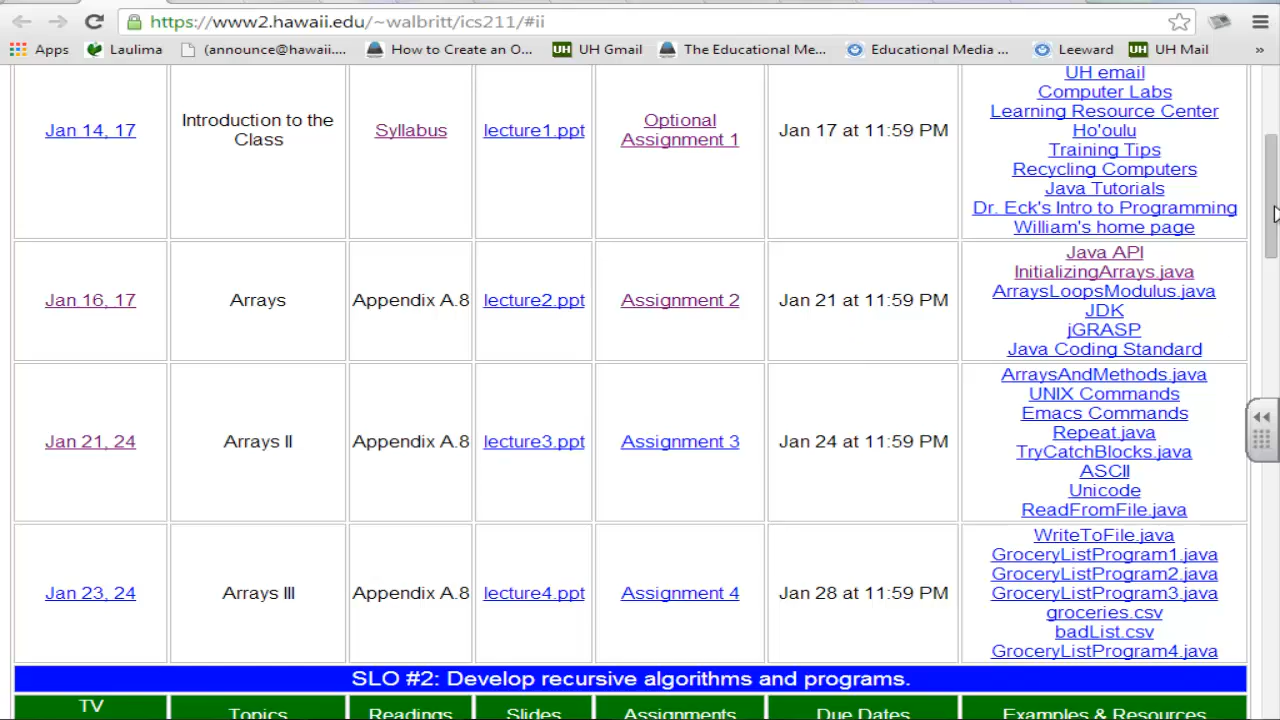 https://www2.hawaii.edu/~walbritt/ics211/#ii
Apps Laulima (announce@hawaii.... How to Create an O... UH UH Gmail The Educational Me... Educational Media ... Leeward UH UH Mail »
UH email
Computer Labs
Learning Resource Center
Ho'oulu
Training Tips
Recycling Computers
Java Tutorials
Dr. Eck's Intro to Programming
William's home page
Jan 14, 17
Introduction to the
Class
Syllabus
lecture1.ppt
Optional
Assignment 1
Jan 17 at 11:59 PM
Jan 16, 17
Arrays
Appendix A.8
lecture2.ppt
Assignment 2
Jan 21 at 11:59 PM
Java API
InitializingArrays.java
ArraysLoopsModulus.java
JDK
jGRASP
Java Coding Standard
Jan 21, 24
Arrays II
Appendix A.8
lecture3.ppt
Assignment 3
Jan 24 at 11:59 PM
ArraysAndMethods.java
UNIX Commands
Emacs Commands
Repeat.java
TryCatchBlocks.java
ASCII
Unicode
ReadFromFile.java
Jan 23, 24
Arrays III
Appendix A.8
lecture4.ppt
Assignment 4
Jan 28 at 11:59 PM
WriteToFile.java
GroceryListProgram1.java
GroceryListProgram2.java
GroceryListProgram3.java
groceries.csv
badList.csv
GroceryListProgram4.java
SLO #2: Develop recursive algorithms and programs.
TV
Topics
Readings
Slides
Assignments
Due Dates
Examples & Resources